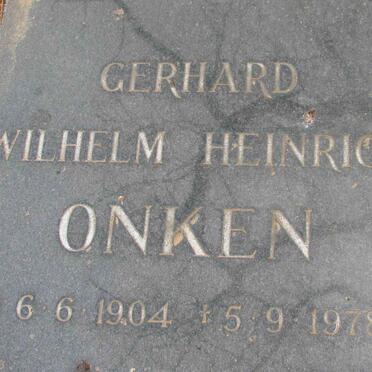 GERHARD
WILHELM HEINRIC
ONKEN
6·6·1904 † 5·9·1978